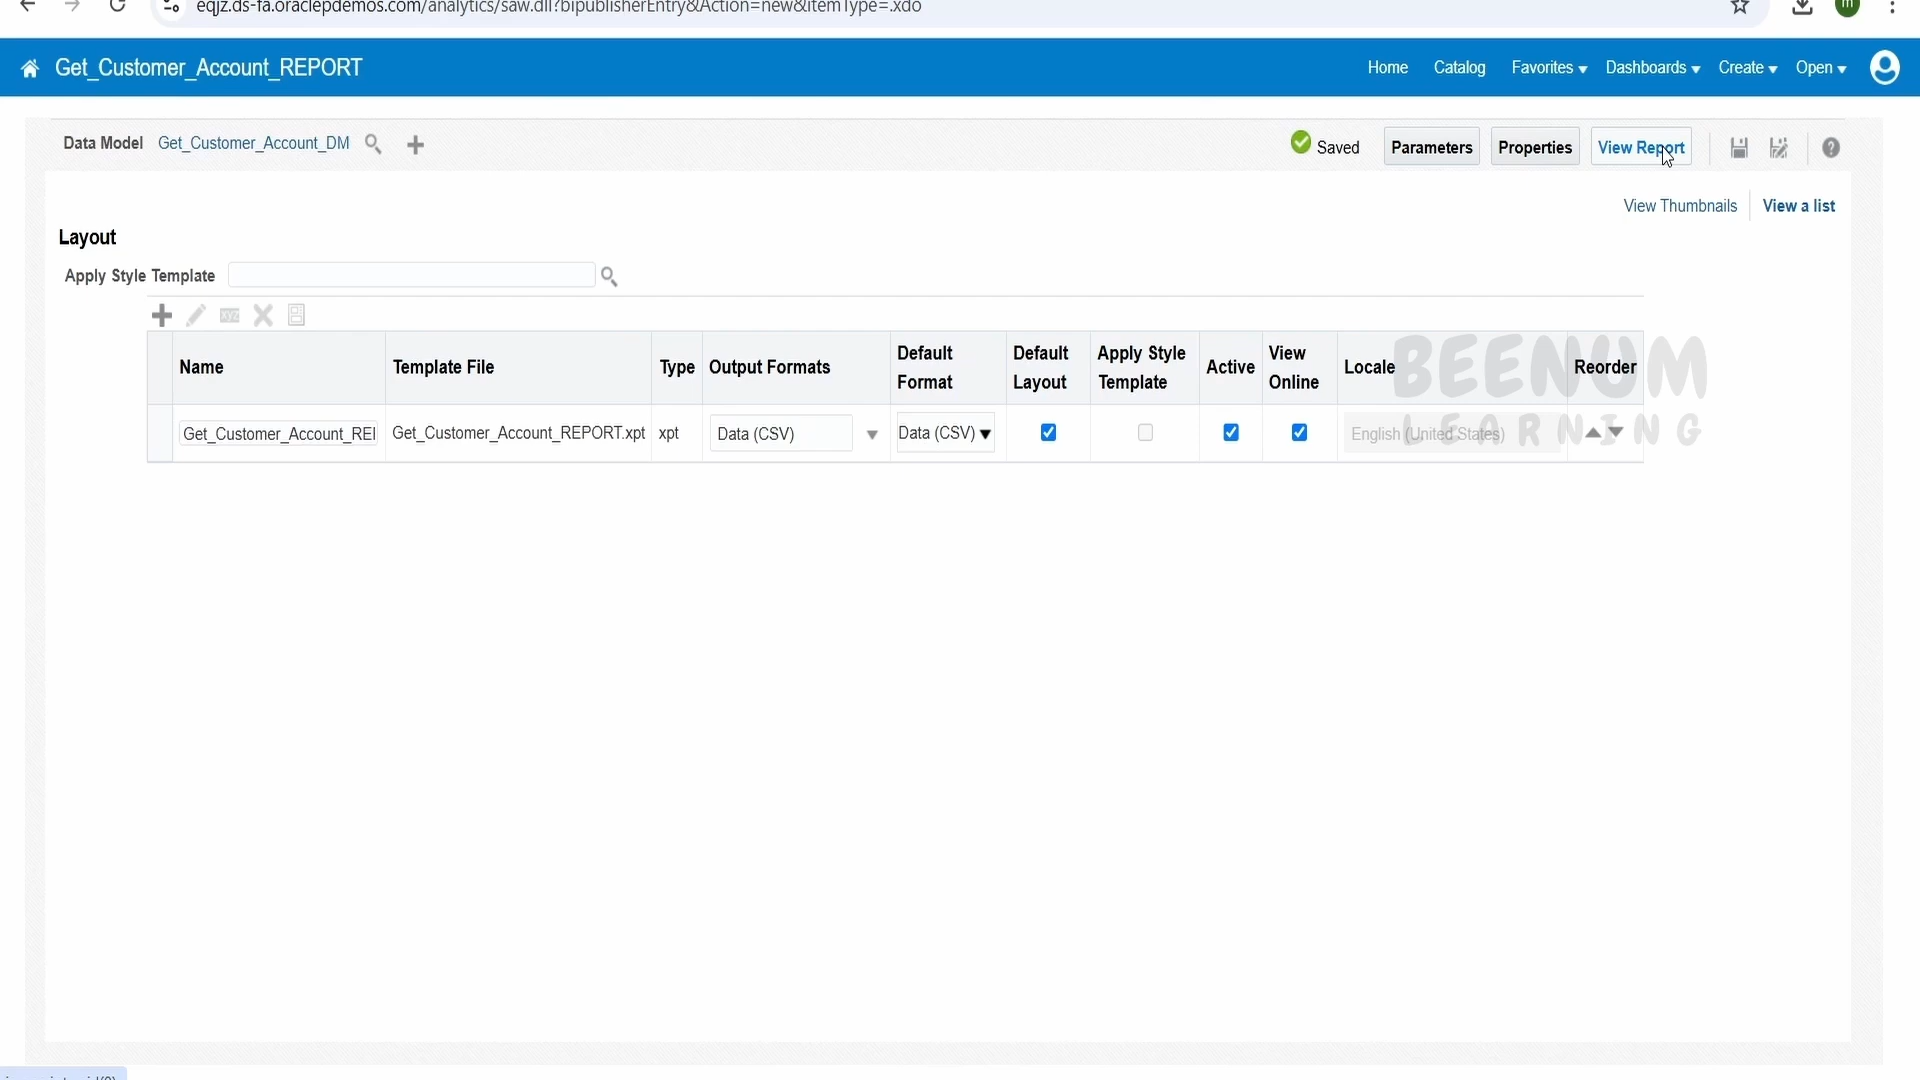 eqjz.ds-fa.oraclepdemos.com/analytics/saw.dll?bipublisherEntry&Action=new&itemType=.xdo
m
Get_Customer_Account_REPORT
Home Catalog Favorites Dashboards Create Open
Data Model Get_Customer_Account_DM
Saved Parameters Properties View Report
View Thumbnails View a list
Layout
Apply Style Template
xyz
Name Template File Type Output Formats Default Format Default Layout Apply Style Template Active View Online Locale Reorder
Get_Customer_Account_REI Get_Customer_Account_REPORT.xpt xpt Data (CSV) Data (CSV) English (United States)
BEENUM
LEARNING